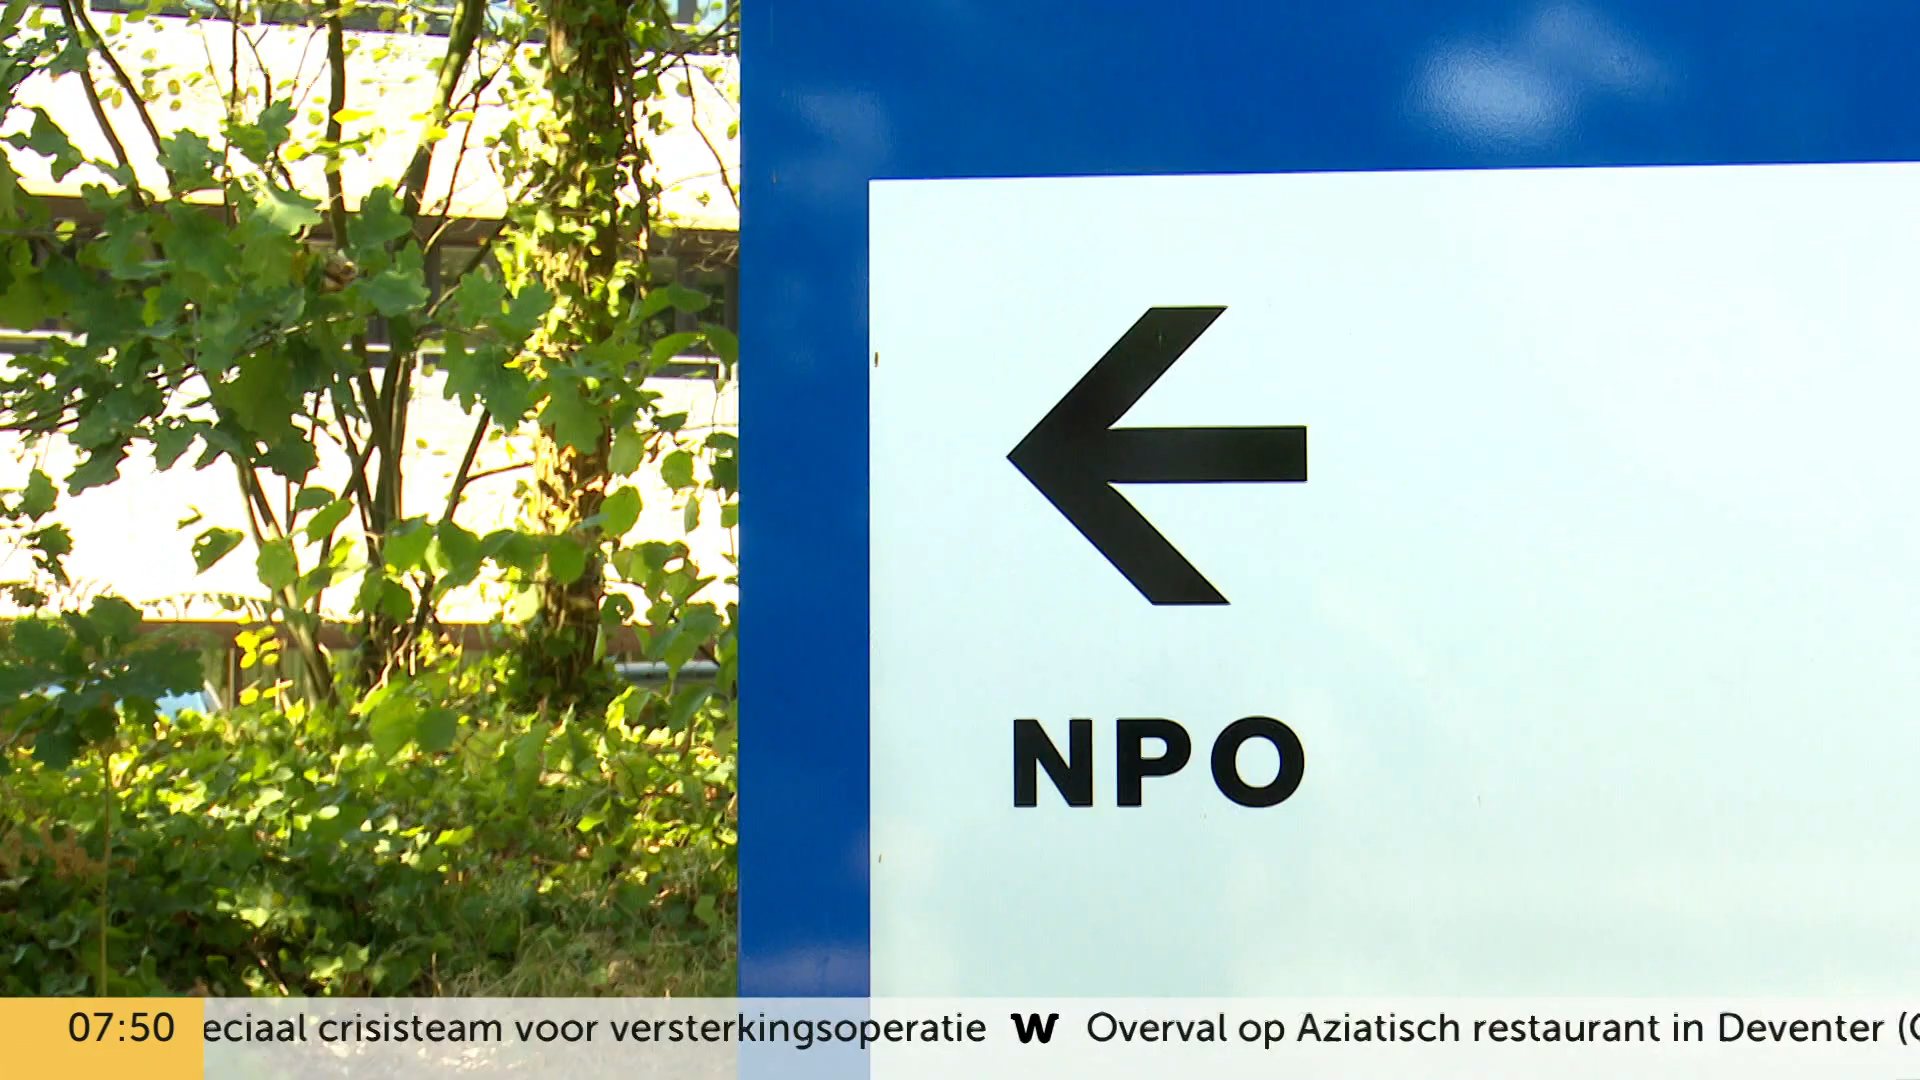 NPO
07:50 eciaal crisisteam voor versterkingsoperatie W Overval op Aziatisch restaurant in Deventer (